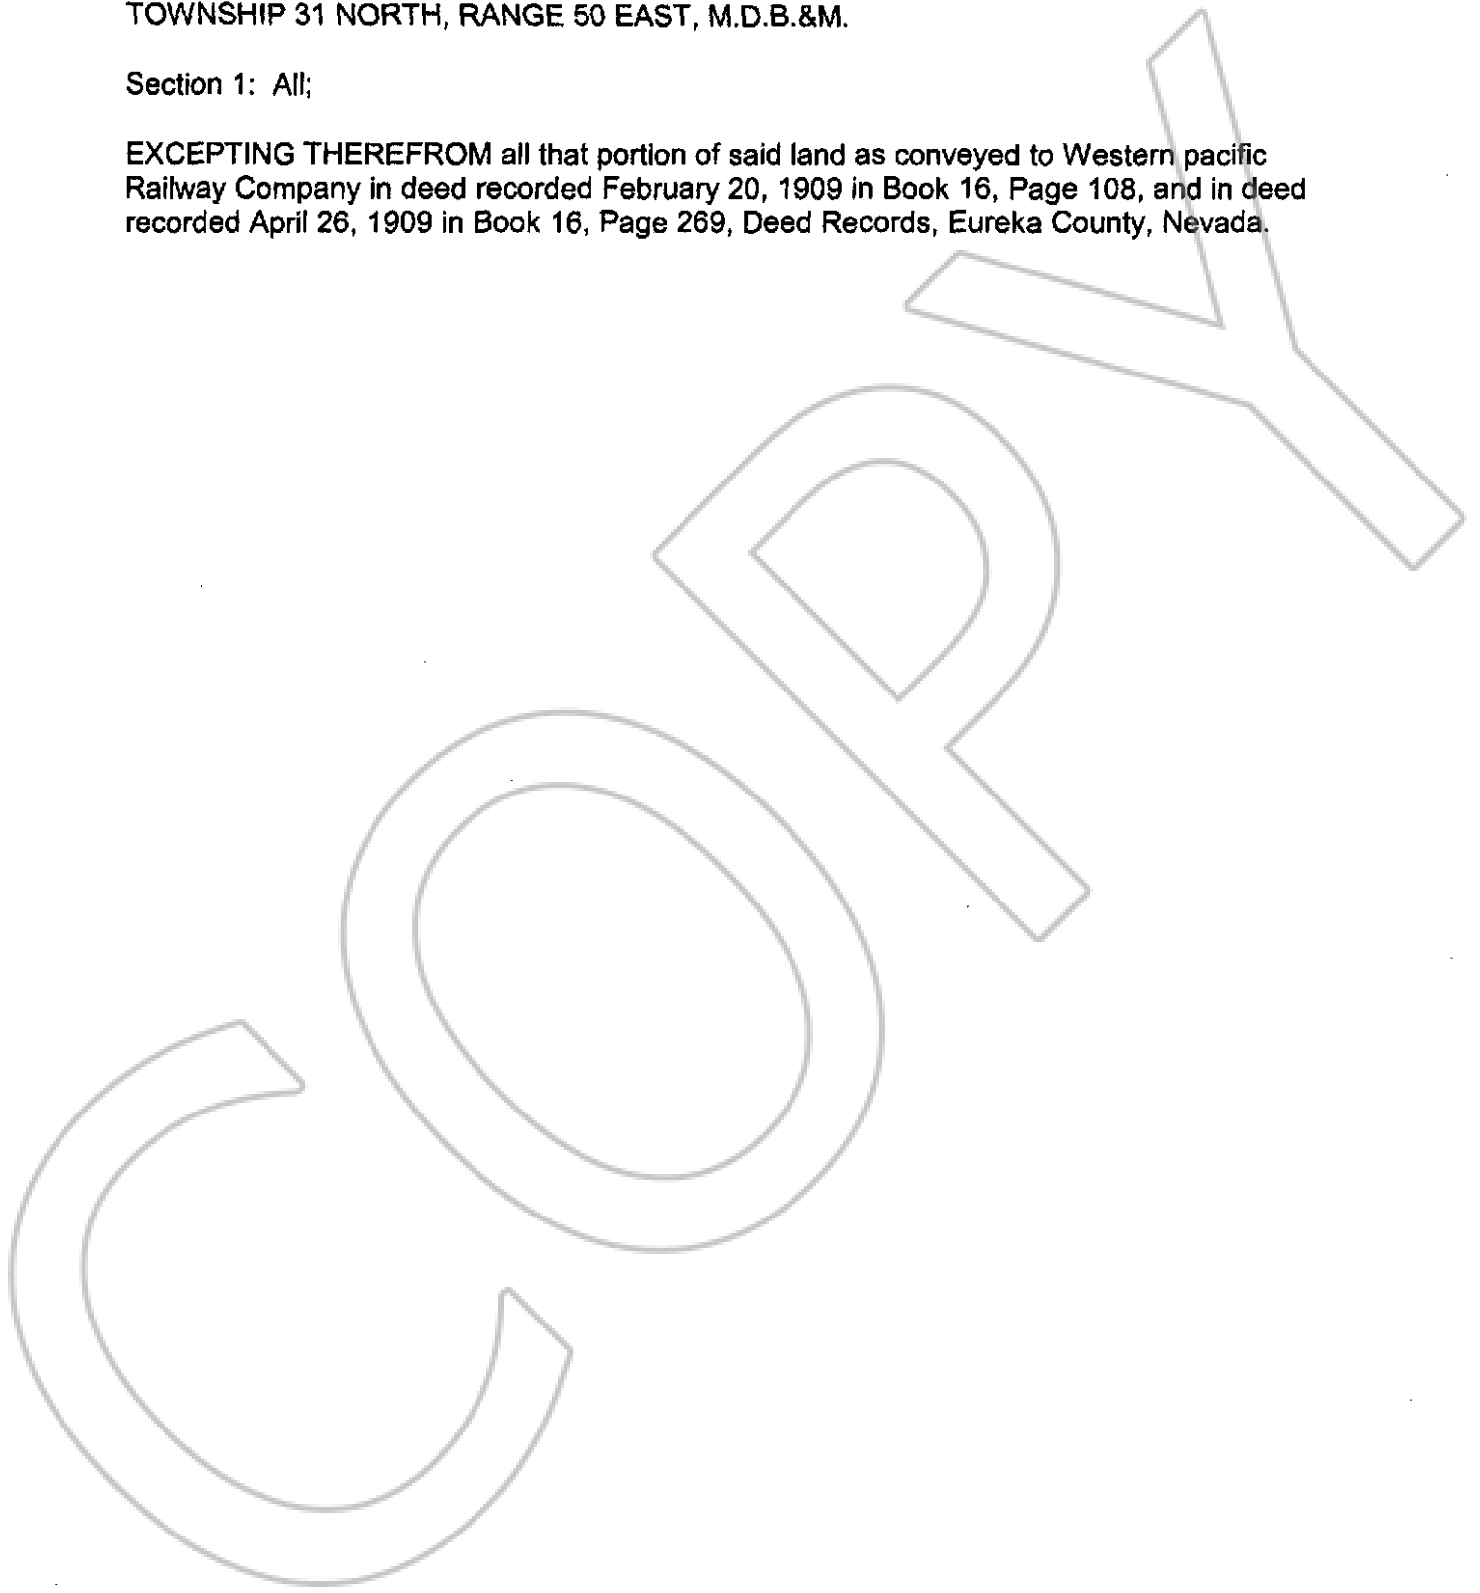 TOWNSHIP 31 NORTH, RANGE 50 EAST, M.D.B.&M.
Section 1: All;
EXCEPTING THEREFROM all that portion of said land as conveyed to Western pacific
Railway Company in deed recorded February 20, 1909 in Book 16, Page 108, and in deed
recorded April 26, 1909 in Book 16, Page 269, Deed Records, Eureka County, Nevada.
COPY